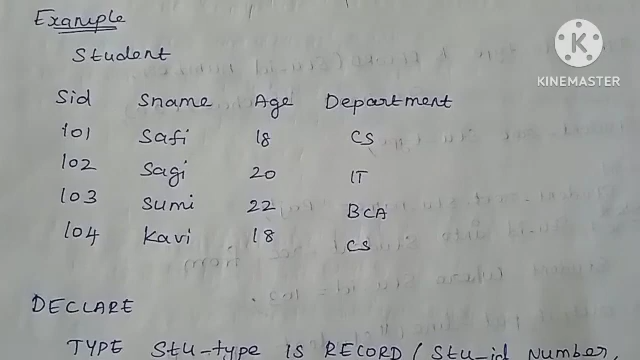 Example
Student
KINEMASTER
Sid Sname Age Department
101 Safi 18 CS
102 Sagi 20 IT
103 Sumi 22 BCA
104 Kavi 18 CS
DECLARE
TYPE Stu-type IS RECORD (Stu-id Number,